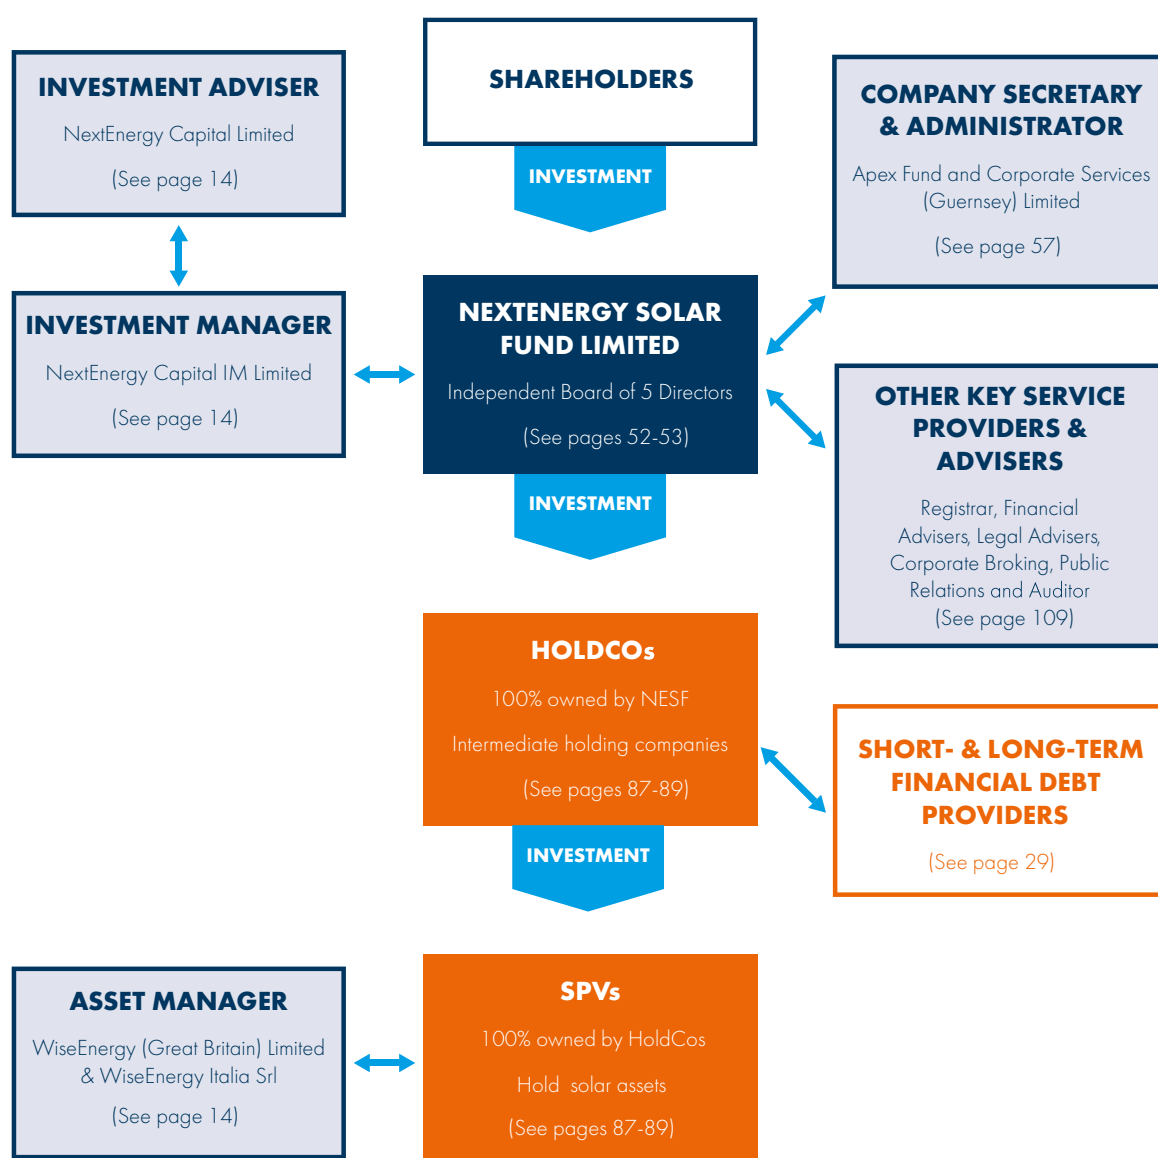 INVESTMENT ADVISER
NextEnergy Capital Limited
(See page 14)
SHAREHOLDERS
INVESTMENT
COMPANY SECRETARY
& ADMINISTRATOR
Apex Fund and Corporate Services
(Guernsey) Limited
(See page 57)
INVESTMENT MANAGER
NextEnergy Capital IM Limited
(See page 14)
NEXTENERGY SOLAR
FUND LIMITED
Independent Board of 5 Directors
(See pages 52-53)
INVESTMENT
OTHER KEY SERVICE
PROVIDERS &
ADVISERS
Registrar, Financial
Advisers, Legal Advisers,
Corporate Broking, Public
Relations and Auditor
(See page 109)
HOLDCOs
100% owned by NESF
Intermediate holding companies
(See pages 87-89)
INVESTMENT
SHORT- & LONG-TERM
FINANCIAL DEBT
PROVIDERS
(See page 29)
ASSET MANAGER
WiseEnergy (Great Britain) Limited
& WiseEnergy Italia Srl
(See page 14)
SPVs
100% owned by HoldCos
Hold solar assets
(See pages 87-89)